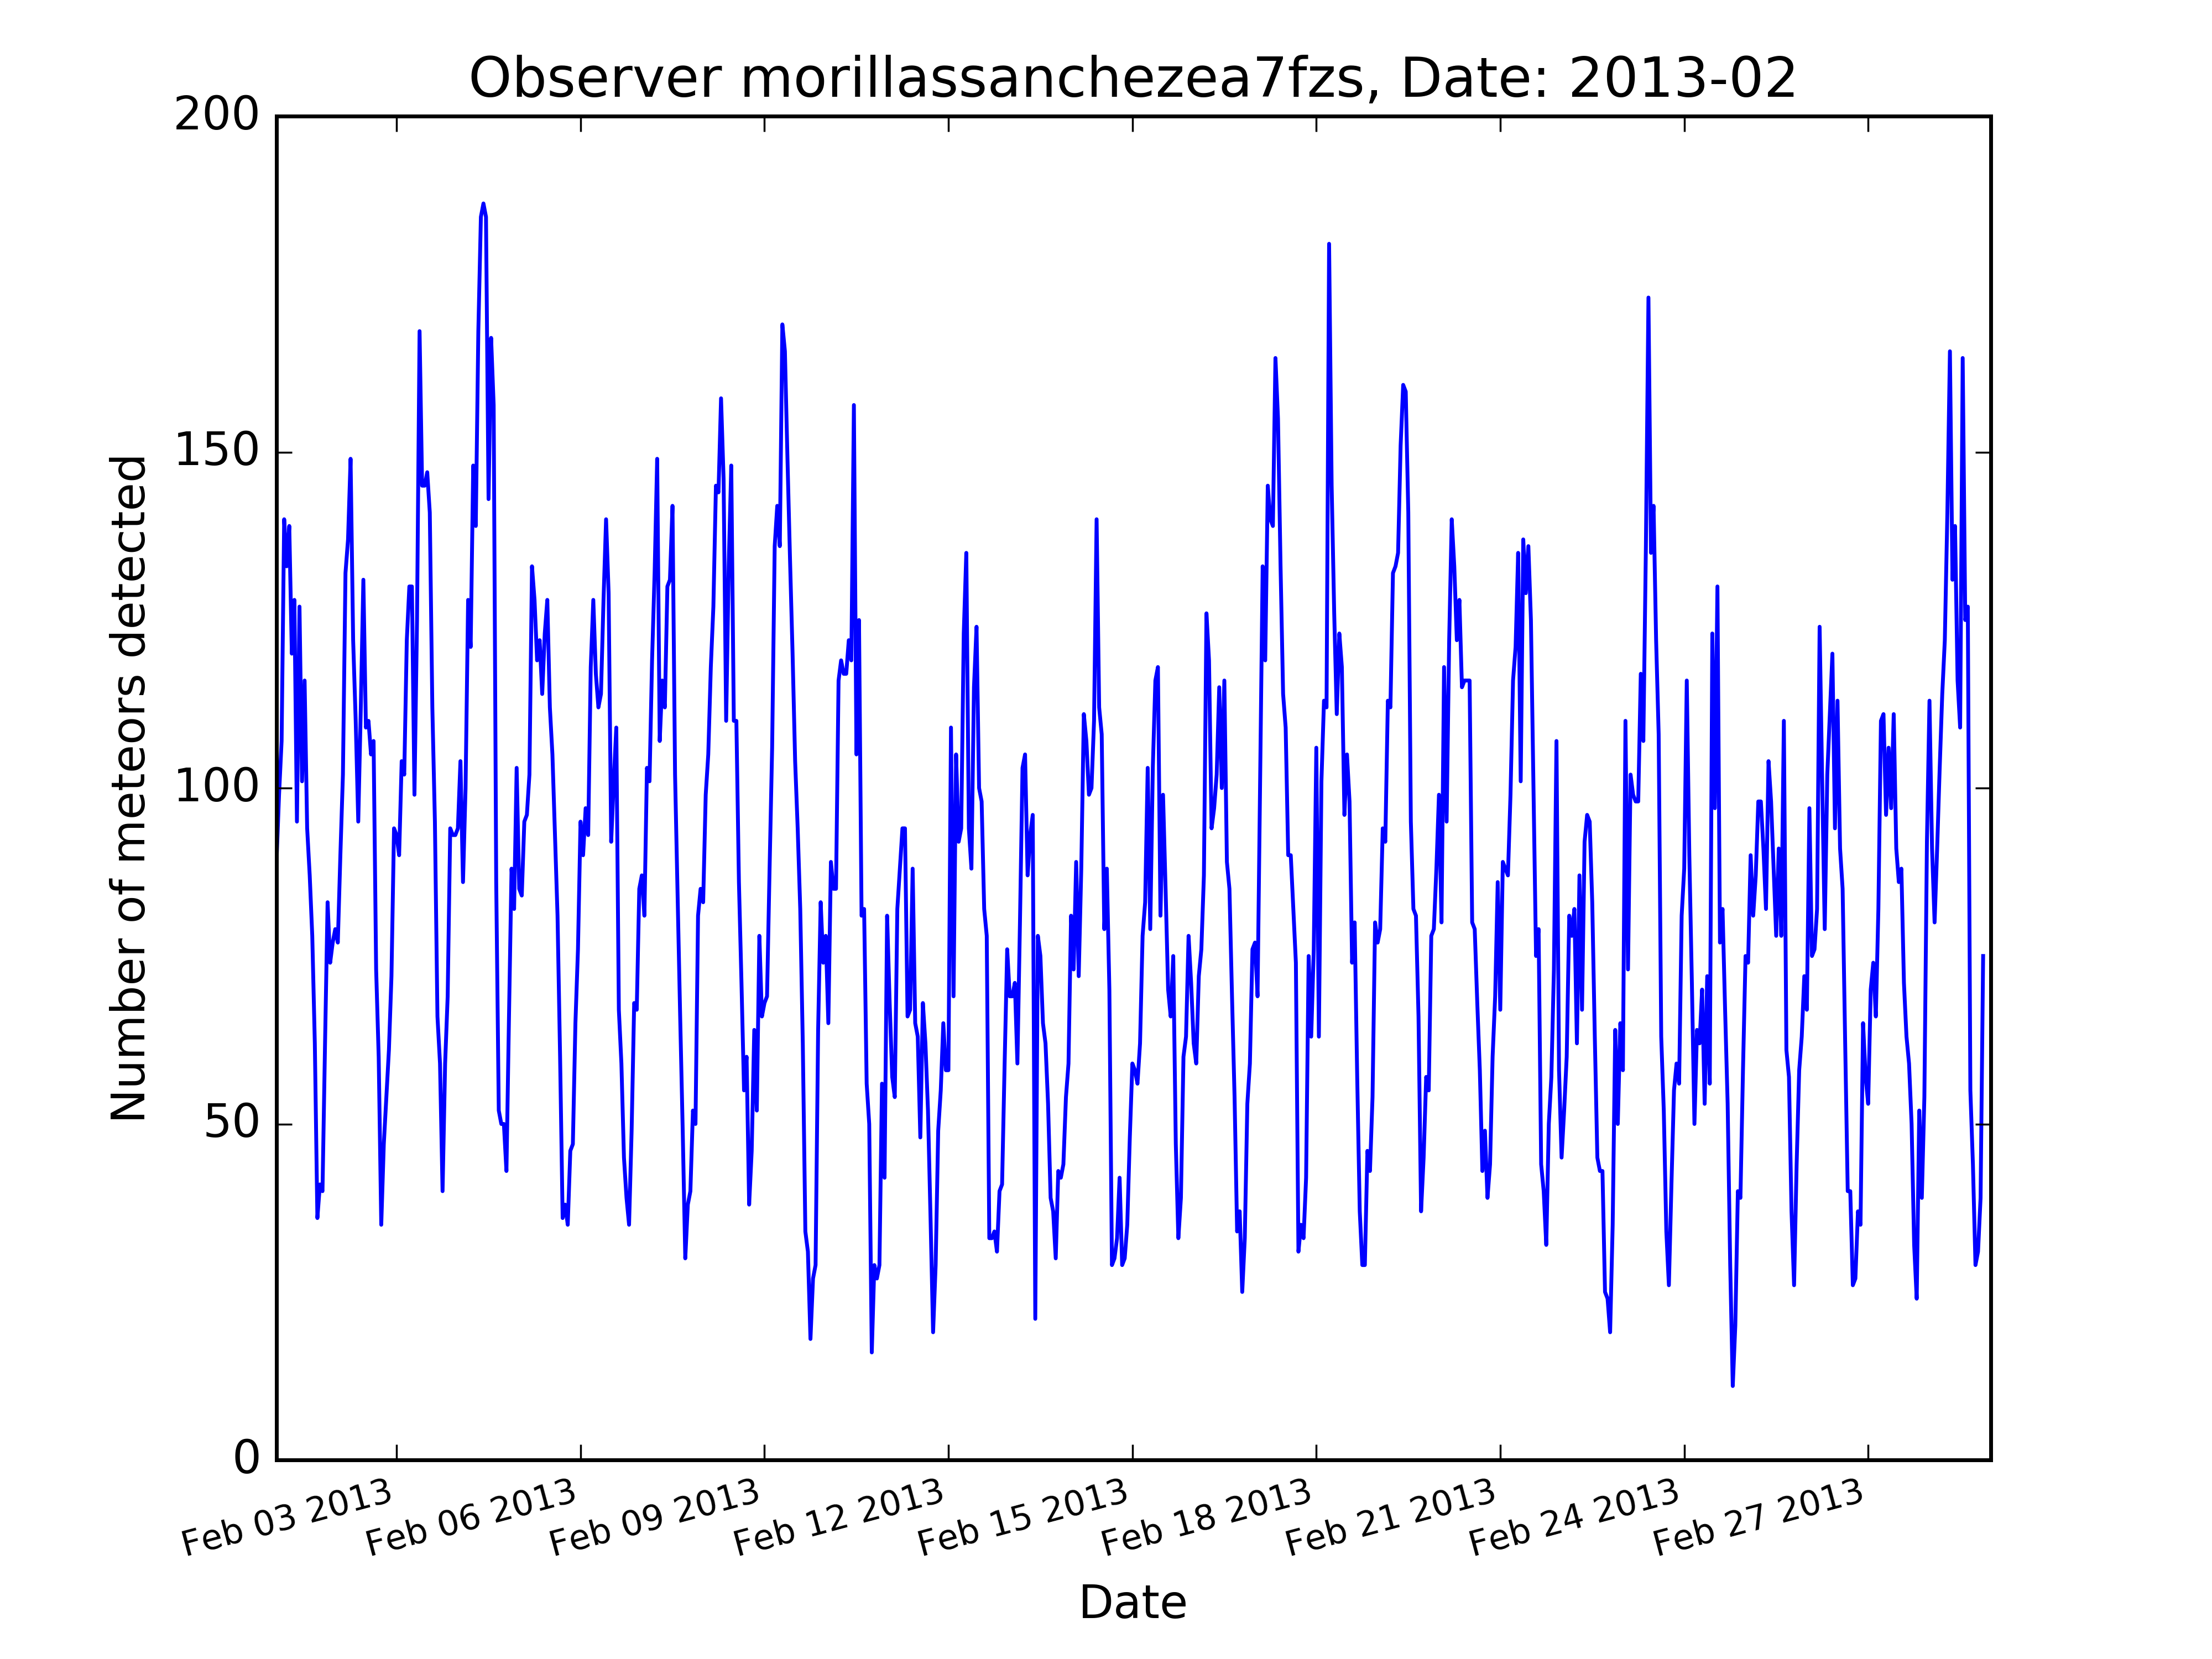 Observer morillassanchezea7fzs, Date: 2013-02
200
150
100
50
0
Number of meteors detected
Feb 03 2013
Feb 06 2013
Feb 09 2013
Feb 12 2013
Feb 15 2013
Feb 18 2013
Feb 21 2013
Feb 24 2013
Feb 27 2013
Date